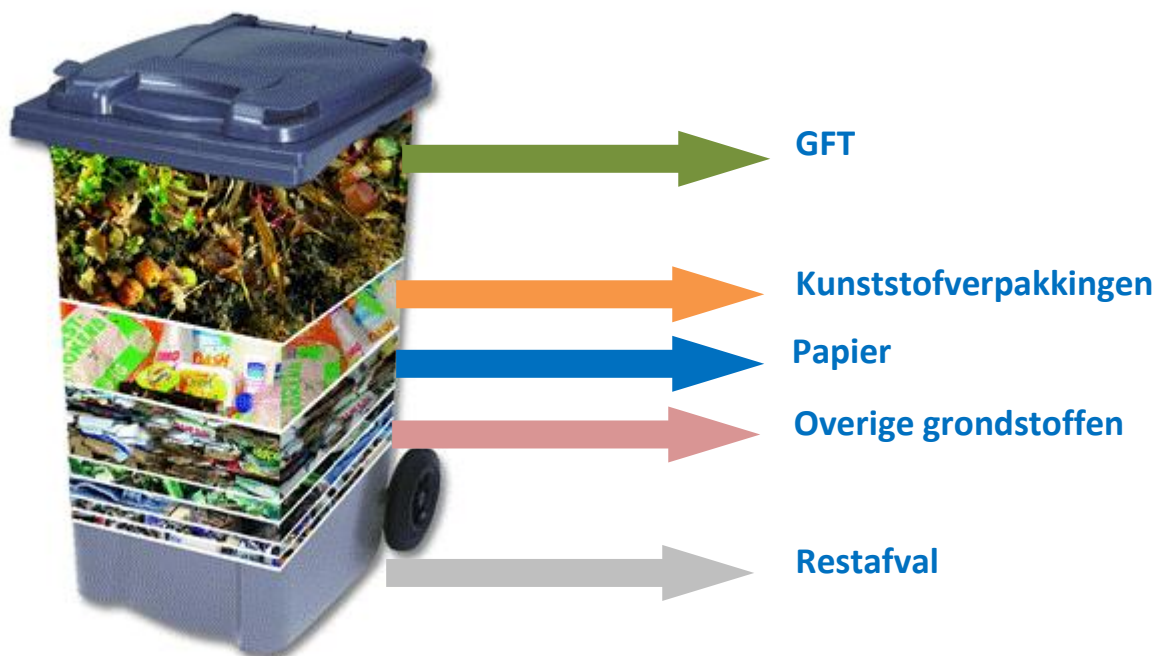 GFT
Kunststofverpakkingen
Papier
Overige grondstoffen
Restafval